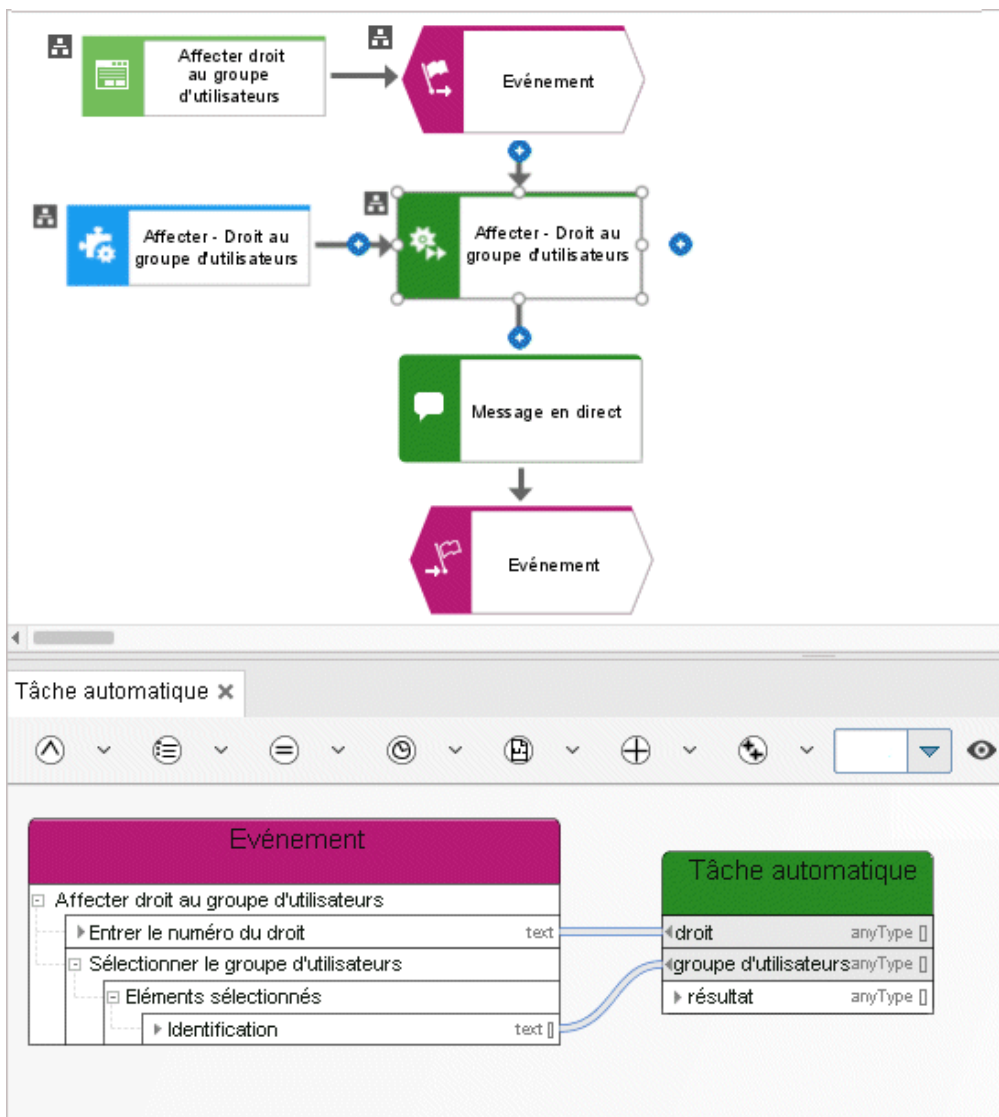 Affecter droit
au groupe
d'utilisateurs
Evénement
Affecter - Droit au
groupe d'utilisateurs
Affecter - Droit au
groupe d'utilisateurs
Message en direct
Evénement
Tâche automatique
Evénement
Affecter droit au groupe d'utilisateurs
Entrer le numéro du droit text
Sélectionner le groupe d'utilisateurs
Eléments sélectionnés
Identification text []
Tâche automatique
droit anyType []
groupe d'utilisateurs anyType []
résultat anyType []